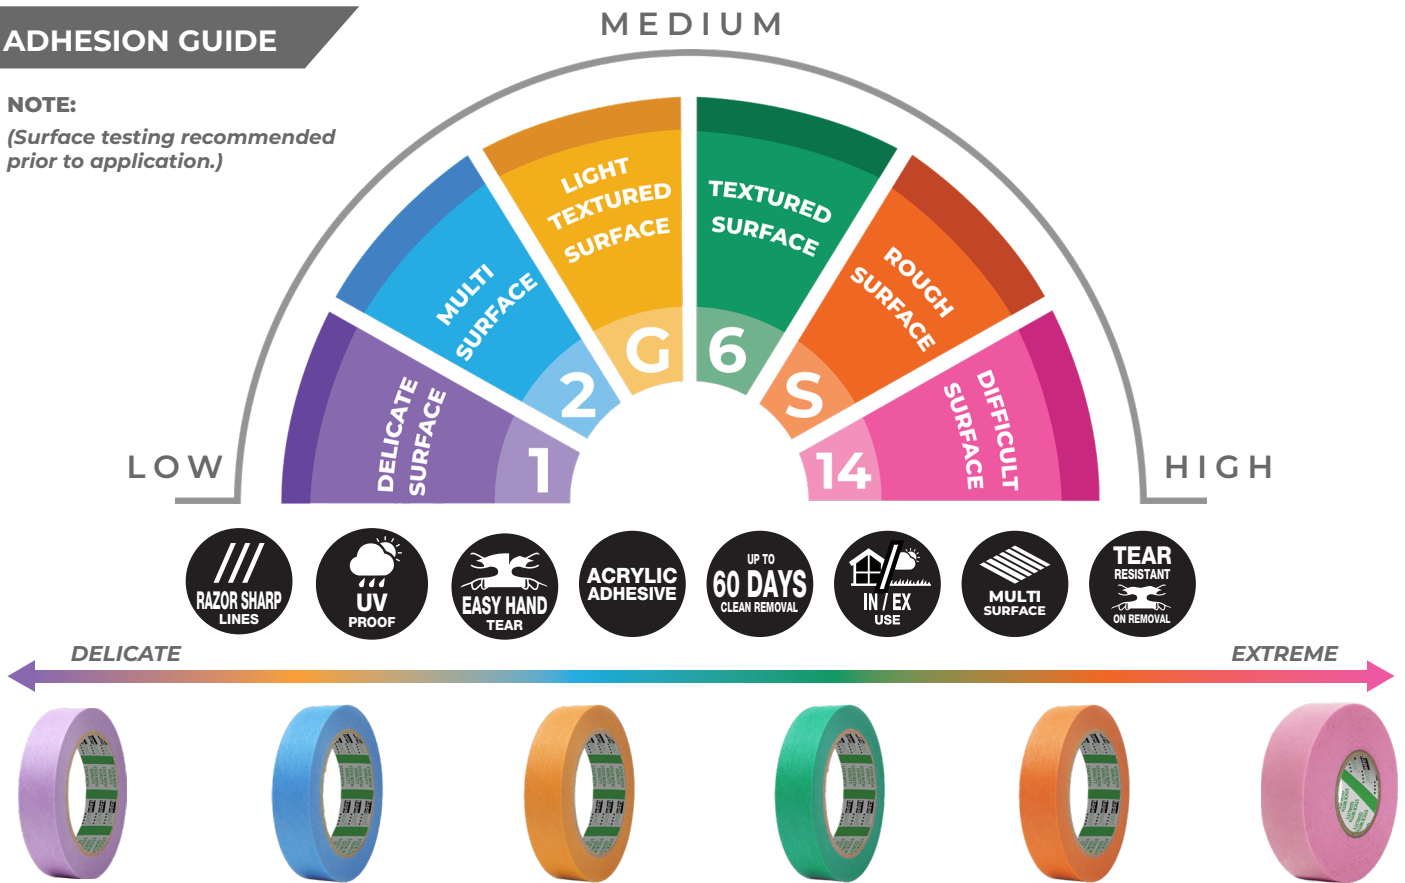 ADHESION GUIDE
NOTE:
(Surface testing recommended
prior to application.)
MEDIUM
LOW
HIGH
DELICATE
SURFACE
1
MULTI
SURFACE
2
LIGHT
TEXTURED
SURFACE
G
TEXTURED
SURFACE
6
ROUGH
SURFACE
S
DIFFICULT
SURFACE
14
RAZOR SHARP
LINES
UV
PROOF
EASY HAND
TEAR
ACRYLIC
ADHESIVE
UP TO
60 DAYS
CLEAN REMOVAL
IN / EX
USE
MULTI
SURFACE
TEAR
RESISTANT
ON REMOVAL
DELICATE
EXTREME